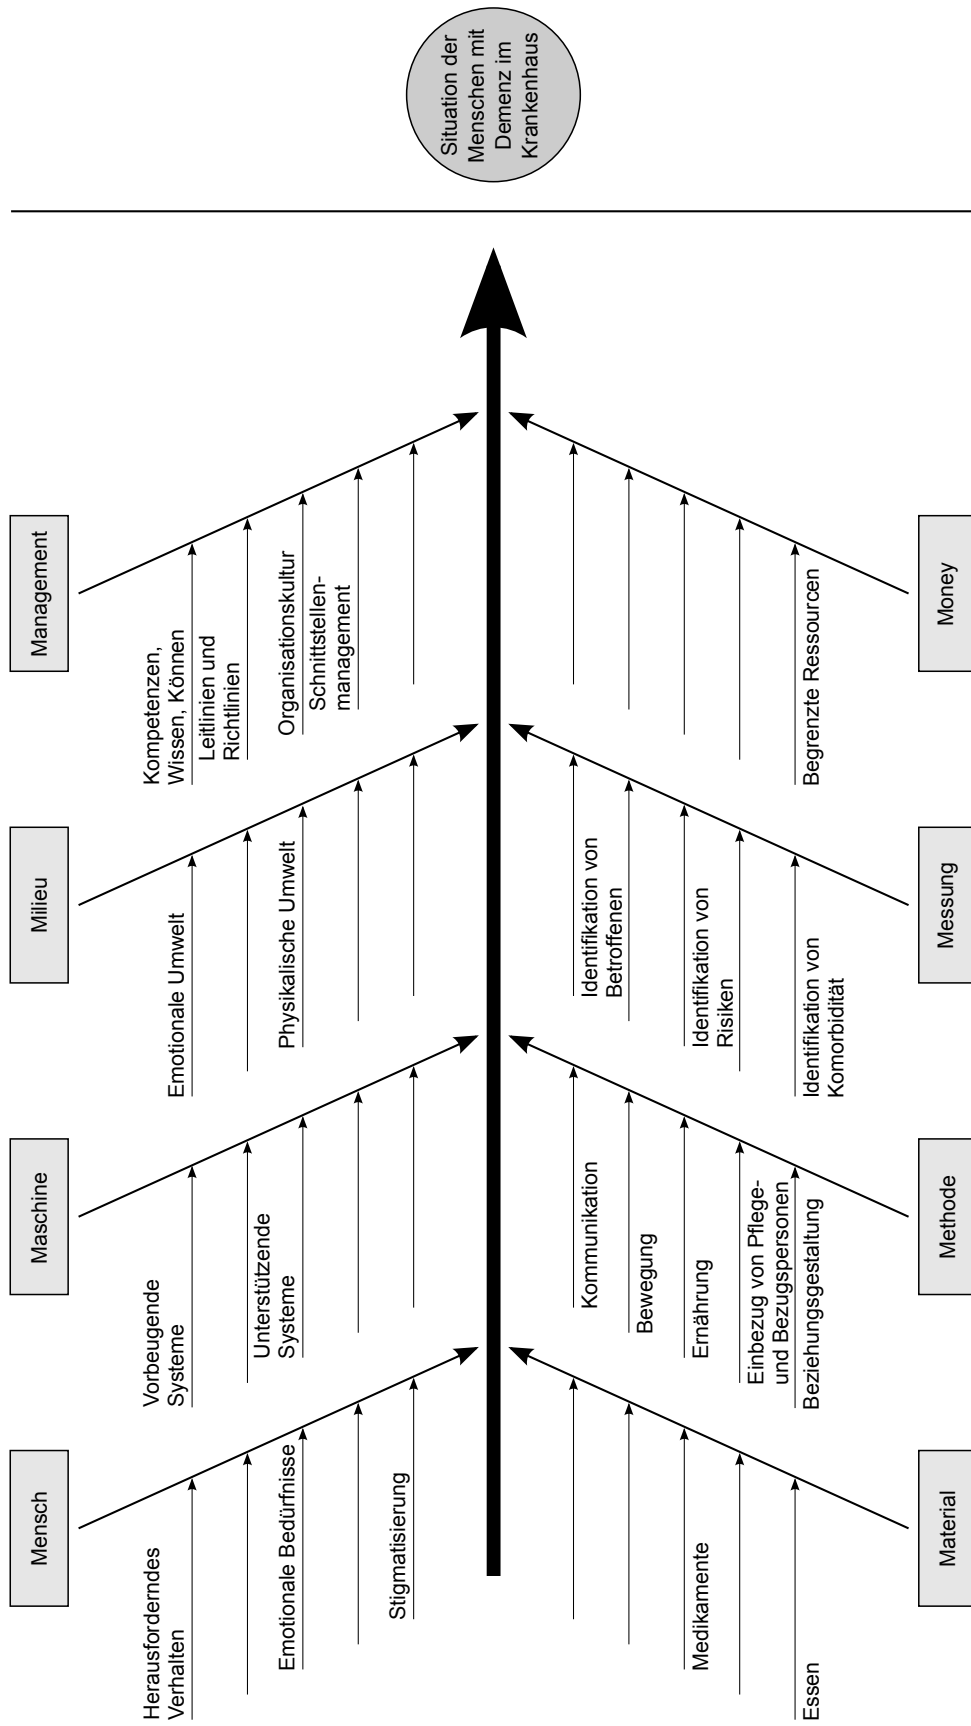 Mensch
Maschine
Milieu
Management
Herausforderndes
Verhalten
Emotionale Bedürfnisse
Stigmatisierung
Vorbeugende
Systeme
Unterstützende
Systeme
Emotionale Umwelt
Physikalische Umwelt
Kompetenzen,
Wissen, Können
Leitlinien und
Richtlinien
Organisationskultur
Schnittstellen-
management
Situation der
Menschen mit
Demenz im
Krankenhaus
Medikamente
Essen
Kommunikation
Bewegung
Ernährung
Einbezug von Pflege-
und Bezugspersonen
Beziehungsgestaltung
Identifikation von
Betroffenen
Identifikation von
Risiken
Identifikation von
Komorbidität
Begrenzte Ressourcen
Material
Methode
Messung
Money